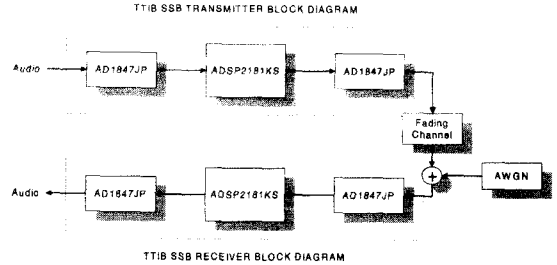 TTIB SSB TRANSMITTER BLOCK DIAGRAM
Audio
AD1847JP
ADSP2181KS
AD1847JP
Fading
Channel
+
AWGN
Audio
AD1847JP
ADSP2181KS
AD1847JP
TTIB SSB RECEIVER BLOCK DIAGRAM